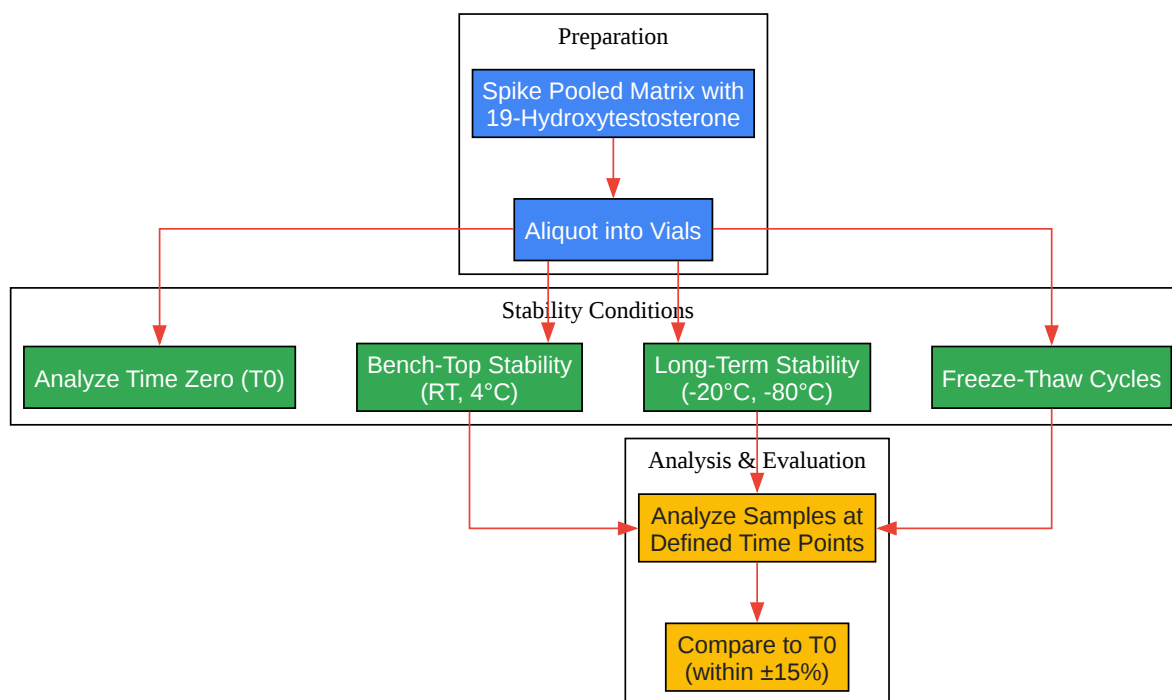 Preparation
Spike Pooled Matrix with
19-Hydroxytestosterone
Aliquot into Vials
Stability Conditions
Analyze Time Zero (T0)
Bench-Top Stability
(RT, 4°C)
Long-Term Stability
(-20°C, -80°C)
Freeze-Thaw Cycles
Analysis & Evaluation
Analyze Samples at
Defined Time Points
Compare to T0
(within ±15%)